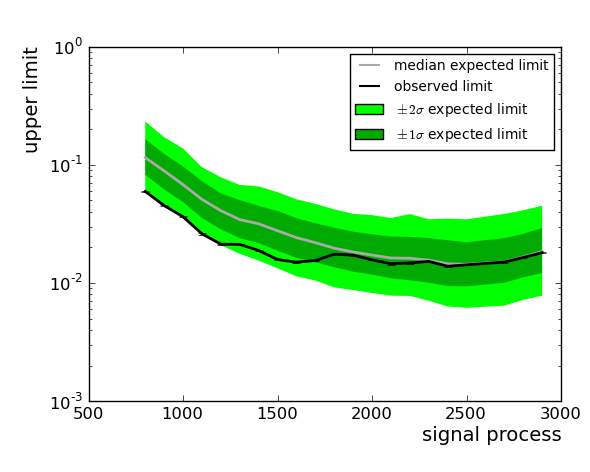 upper limit
10^0
10^-1
10^-2
10^-3
median expected limit
observed limit
±2σ expected limit
±1σ expected limit
500 1000 1500 2000 2500 3000
signal process